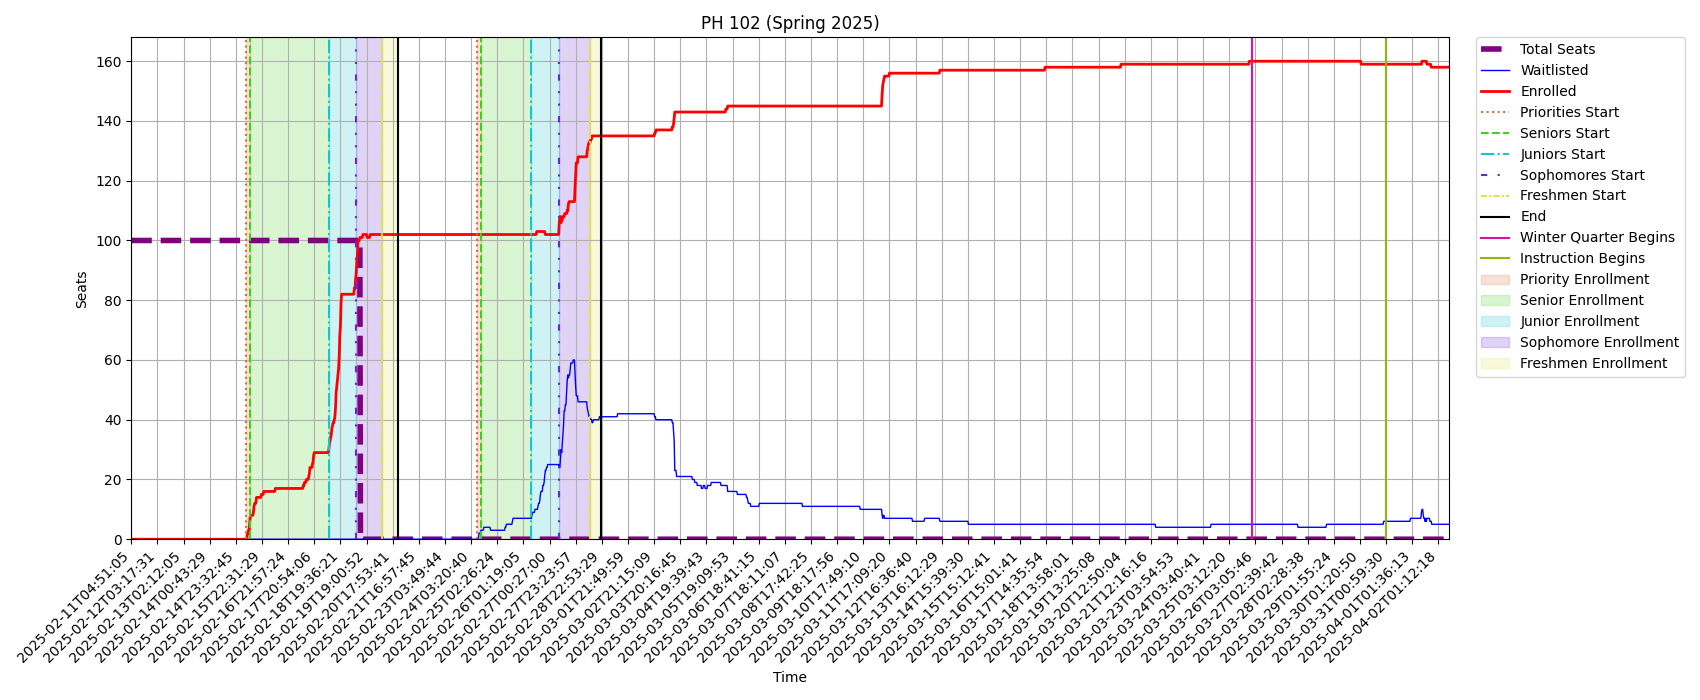 PH 102 (Spring 2025)
Seats
160
140
120
100
80
60
40
20
0
2025-02-11T04:51:05
2025-02-12T03:17:31
2025-02-13T02:12:05
2025-02-14T00:43:29
2025-02-14T23:32:45
2025-02-15T22:31:29
2025-02-16T21:57:24
2025-02-17T20:54:06
2025-02-18T19:36:21
2025-02-19T19:00:52
2025-02-20T17:53:41
2025-02-21T16:57:45
2025-02-24T03:49:44
2025-02-24T03:20:40
2025-02-25T02:26:24
2025-02-26T01:19:05
2025-02-27T00:27:00
2025-02-27T23:23:57
2025-02-28T22:53:29
2025-03-01T21:49:59
2025-03-02T21:15:09
2025-03-03T20:16:45
2025-03-04T19:39:43
2025-03-05T19:09:53
2025-03-06T18:41:15
2025-03-07T18:11:07
2025-03-08T17:42:25
2025-03-09T18:17:56
2025-03-10T17:49:31
2025-03-11T17:09:20
2025-03-12T16:36:40
2025-03-13T16:12:29
2025-03-14T15:39:30
2025-03-15T15:12:41
2025-03-16T15:01:41
2025-03-17T14:35:54
2025-03-18T13:58:01
2025-03-19T13:25:08
2025-03-20T12:50:04
2025-03-21T12:16:16
2025-03-23T03:54:53
2025-03-24T03:40:41
2025-03-25T03:12:20
2025-03-26T03:05:46
2025-03-27T02:39:42
2025-03-28T02:28:38
2025-03-29T01:55:24
2025-03-30T01:20:50
2025-03-31T00:59:30
2025-04-01T01:36:13
2025-04-02T01:12:18
Time
Total Seats
Waitlisted
Enrolled
Priorities Start
Seniors Start
Juniors Start
Sophomores Start
Freshmen Start
End
Winter Quarter Begins
Instruction Begins
Priority Enrollment
Senior Enrollment
Junior Enrollment
Sophomore Enrollment
Freshmen Enrollment